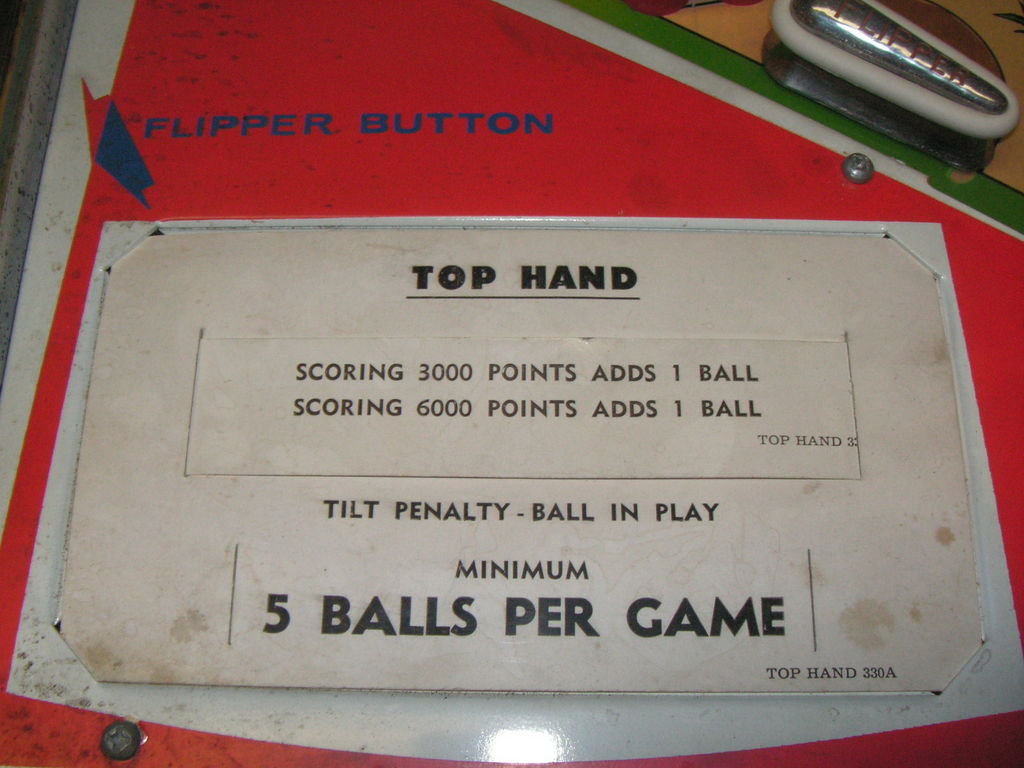 FLIPPER
FLIPPER BUTTON
TOP HAND
SCORING 3000 POINTS ADDS 1 BALL
SCORING 6000 POINTS ADDS 1 BALL
TOP HAND
TILT PENALTY - BALL IN PLAY
MINIMUM
5 BALLS PER GAME
TOP HAND 330A